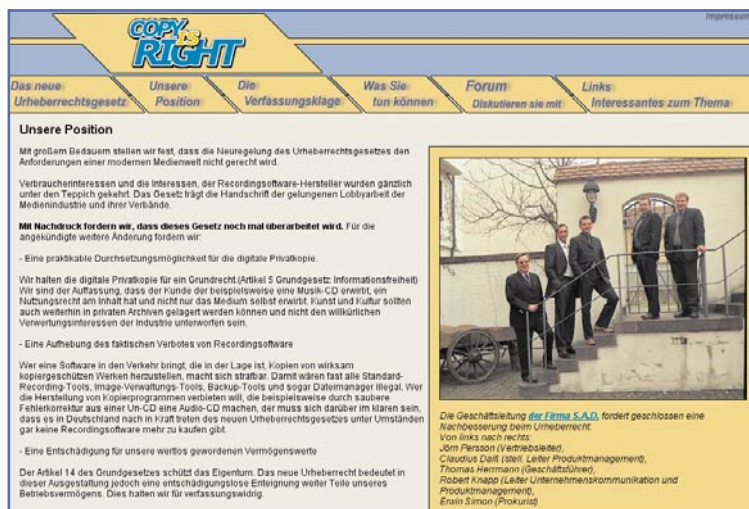 COPY IS RIGHT
Impressum
Das neue Urheberrechtsgesetz
Unsere Position
Die Verfassungsklage
Was Sie tun können
Forum Diskutieren sie mit
Links Interessantes zum Thema
Unsere Position
Mit großem Bedauern stellen wir fest, dass die Neuregelung des Urheberrechtsgesetzes den
Anforderungen einer modernen Medienwelt nicht gerecht wird.
Verbraucherinteressen und die Interessen, der Recordingsoftware-Hersteller wurden gänzlich
unter den Teppich gekehrt. Das Gesetz trägt die Handschrift der gelungenen Lobbyarbeit der
Medienindustrie und ihrer Verbände.
Mit Nachdruck fordern wir, dass dieses Gesetz noch mal überarbeitet wird. Für die
angekündigte weitere Änderung fordern wir:
- Eine praktikable Durchsetzungsmöglichkeit für die digitale Privatkopie.
Wir halten die digitale Privatkopie für ein Grundrecht (Artikel 5 Grundgesetz: Informationsfreiheit)
Wir sind der Auffassung, dass der Kunde der beispielsweise eine Musik-CD erwirbt, ein
Nutzungsrecht am Inhalt hat und nicht nur das Medium selbst erwirbt. Kunst und Kultur sollten
auch weiterhin in privaten Archiven gelagert werden können und nicht den willkürlichen
Verwertungsinteressen der Industrie unterworfen sein.
- Eine Aufhebung des faktischen Verbotes von Recordingsoftware
Wer eine Software in den Verkehr bringt, die in der Lage ist, Kopien von wirksam
kopiergeschützten Werken herzustellen, macht sich strafbar. Damit wären fast alle Standard-
Recording-Tools, Image-Verwaltungs-Tools, Backup-Tools und sogar Dateimanager illegal. Wer
die Herstellung von Kopierprogrammen verbieten will, die beispielsweise durch saubere
Fehlerkorrektur aus einer Un-CD eine Audio-CD machen, der muss sich darüber im klaren sein,
dass es in Deutschland nach in Kraft treten des neuen Urheberrechtsgesetzes unter Umständen
gar keine Recordingsoftware mehr zu kaufen gibt.
- Eine Entschädigung für unsere wertlos gewordenen Vermögenswerte
Der Artikel 14 des Grundgesetzes schützt das Eigentum. Das neue Urheberrecht bedeutet in
dieser Ausgestaltung jedoch eine entschädigungslose Enteignung weiter Teile unseres
Betriebsvermögens. Dies halten wir für verfassungswidrig.
Die Geschäftsleitung der Firma S.A.D. fordert geschlossen eine
Nachbesserung beim Urheberrecht:
Von links nach rechts:
Jörn Persson (Vertriebsleiter),
Claudius Daiß (stell. Leiter Produktmanagement),
Thomas Herrmann (Geschäftsführer),
Robert Knapp (Leiter Unternehmenskommunikation und
Produktmanagement),
Erwin Simon (Prokurist)